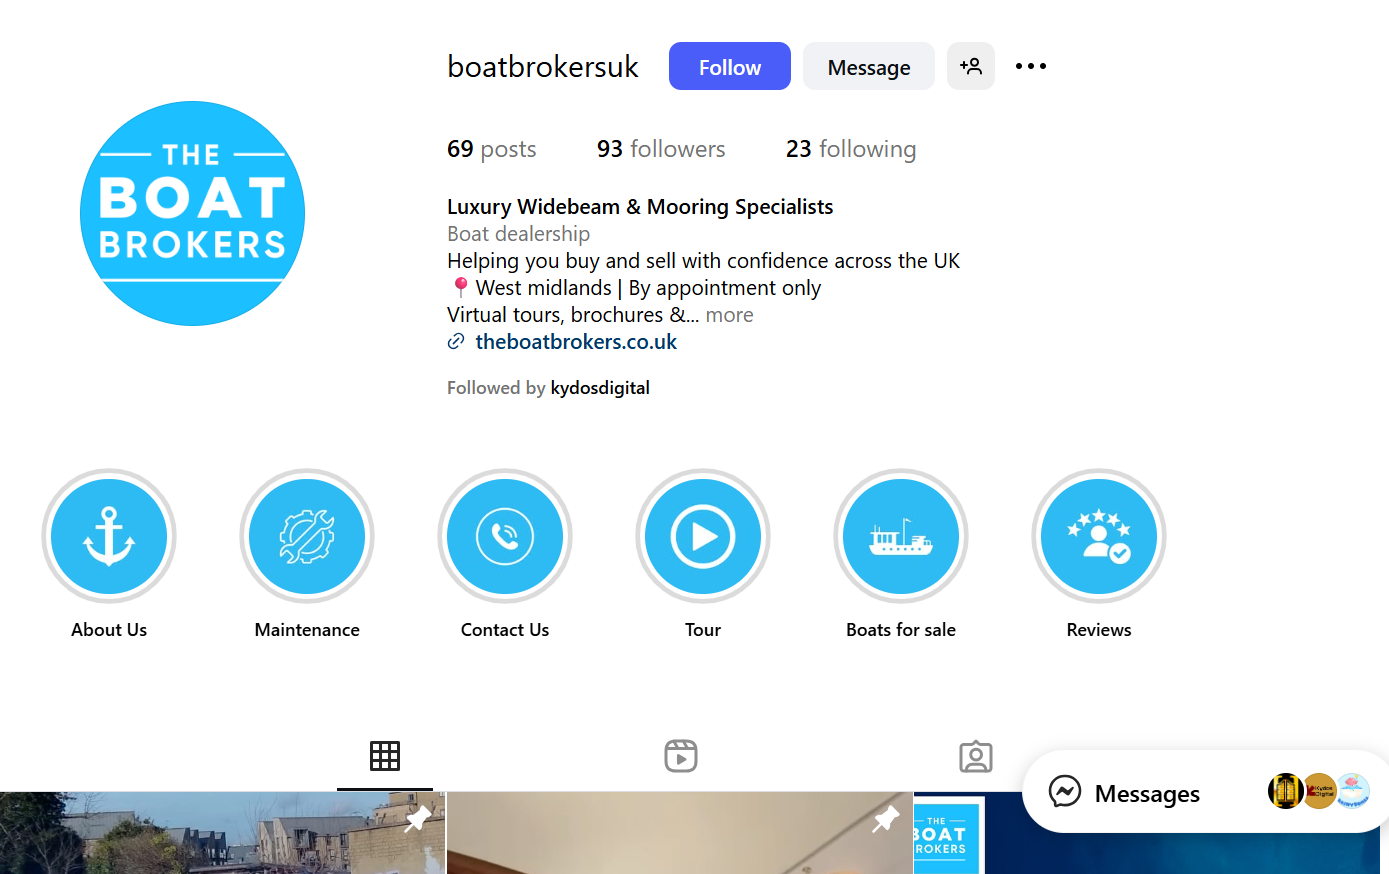 boatbrokersuk
Follow
Message
THE
BOAT
BROKERS
69 posts
93 followers
23 following
Luxury Widebeam & Mooring Specialists
Boat dealership
Helping you buy and sell with confidence across the UK
📍 West midlands | By appointment only
Virtual tours, brochures &... more
theboatbrokers.co.uk
Followed by kydosdigital
About Us
Maintenance
Contact Us
Tour
Boats for sale
Reviews
THE
BOAT
BROKERS
Messages
Kydos
Digital